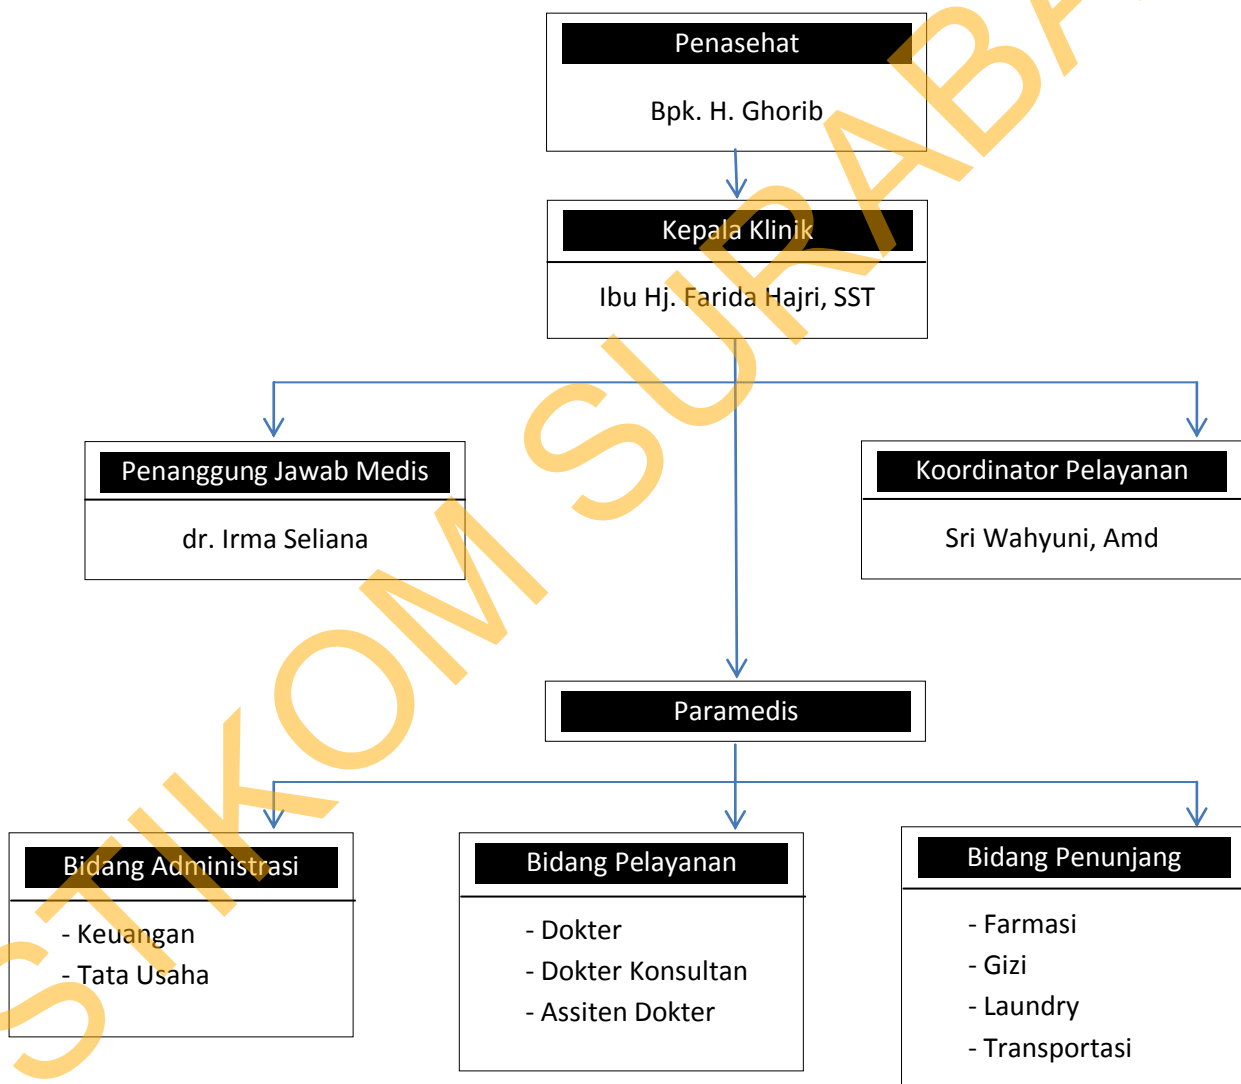 Penasehat
Bpk. H. Ghorib
Kepala Klinik
Ibu Hj. Farida Hajri, SST
Penanggung Jawab Medis
dr. Irma Seliana
Koordinator Pelayanan
Sri Wahyuni, Amd
Paramedis
Bidang Administrasi
- Keuangan
- Tata Usaha
Bidang Pelayanan
- Dokter
- Dokter Konsultan
- Assiten Dokter
Bidang Penunjang
- Farmasi
- Gizi
- Laundry
- Transportasi
STIKOM SURABA